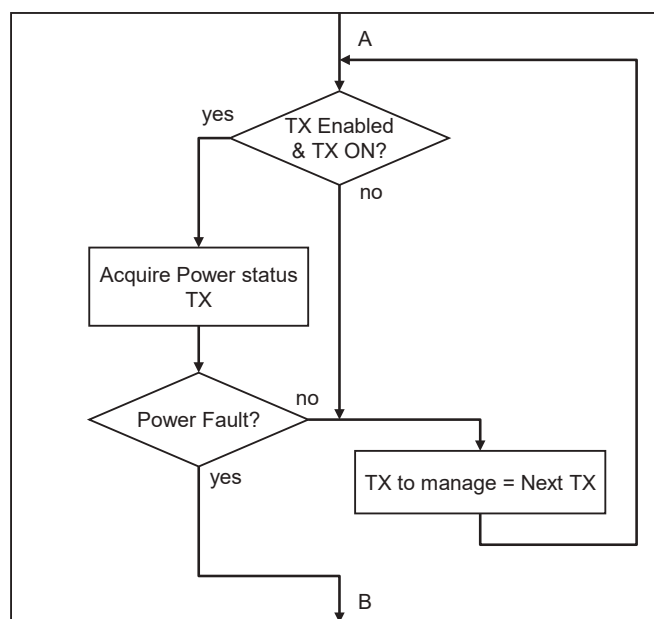 A
yes
TX Enabled
& TX ON?
no
Acquire Power status
TX
no
Power Fault?
yes
TX to manage = Next TX
B